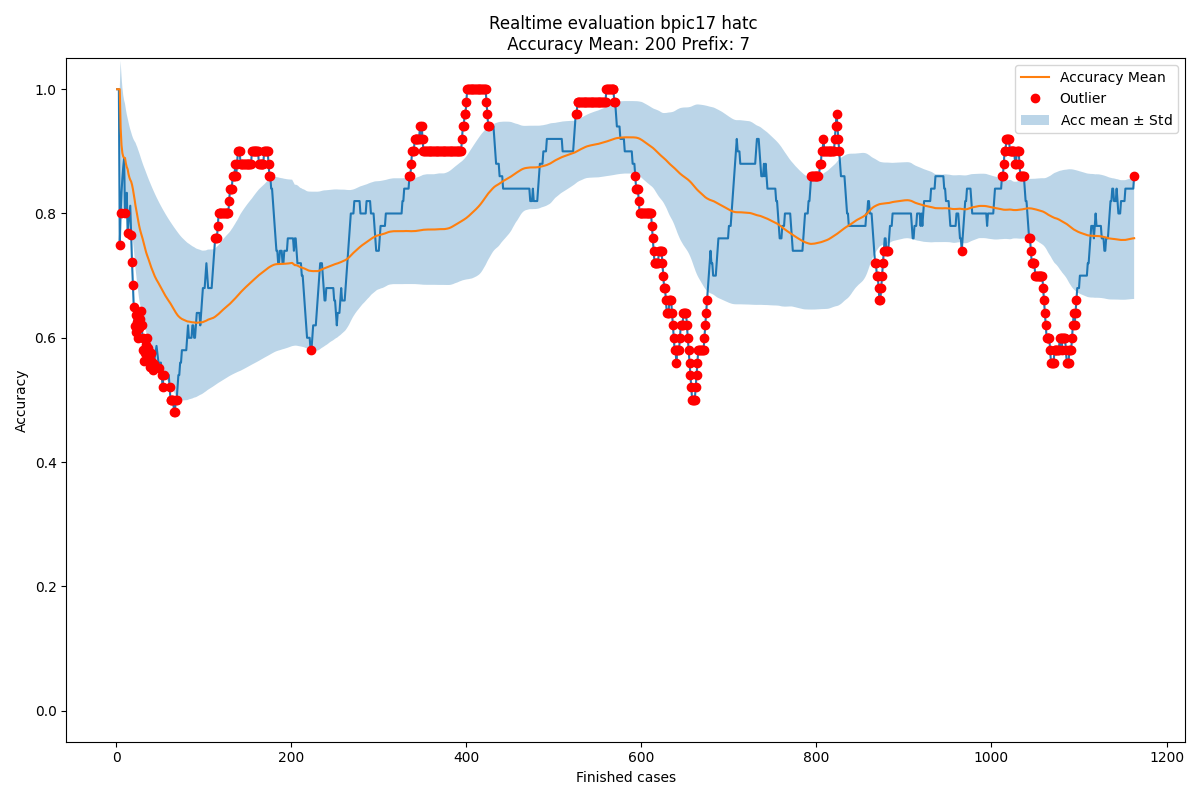 Realtime evaluation bpic17 hatc
Accuracy Mean: 200 Prefix: 7
Accuracy Mean
Outlier
Acc mean ± Std
1.0
0.8
0.6
0.4
0.2
0.0
Accuracy
0
200
400
600
800
1000
1200
Finished cases